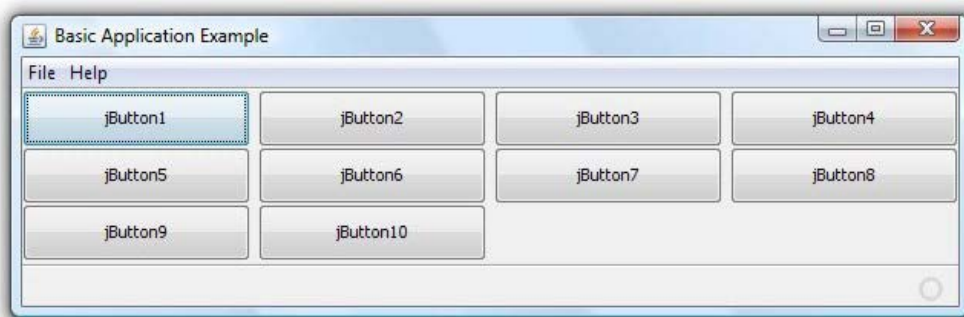 Basic Application Example
File Help
jButton1 jButton2 jButton3 jButton4
jButton5 jButton6 jButton7 jButton8
jButton9 jButton10